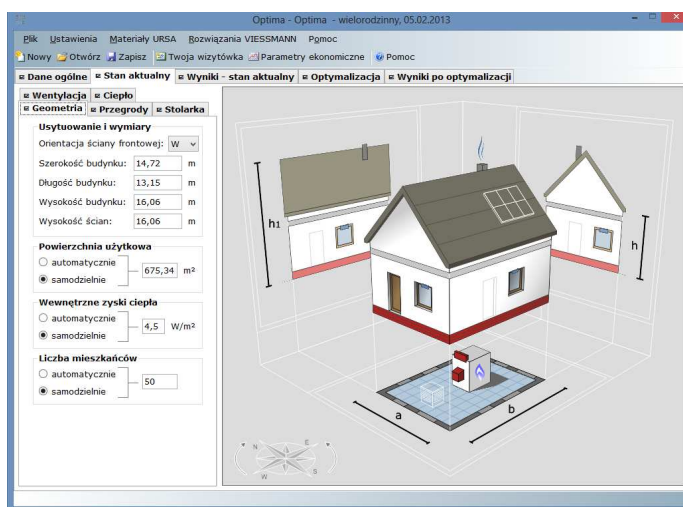 Optima - Optima - wielorodzinny, 05.02.2013
Plik Ustawienia Materiały URSA Rozwiązania VIESSMANN Pomoc
Nowy Otwórz Zapisz Twoja wizytówka Parametry ekonomiczne Pomoc
Dane ogólne Stan aktualny Wyniki - stan aktualny Optymalizacja Wyniki po optymalizacji
Wentylacja Ciepło
Geometria Przegrody Stolarka
Usytuowanie i wymiary
Orientacja ściany frontowej: W
Szerokość budynku: 14,72 m
Długość budynku: 13,15 m
Wysokość budynku: 16,06 m
Wysokość ścian: 16,06 m
Powierzchnia użytkowa
automatycznie
samodzielnie
675,34 m²
Wewnętrzne zyski ciepła
automatycznie
samodzielnie
4,5 W/m²
Liczba mieszkańców
automatycznie
samodzielnie
50
h1
h
a
b
N
E
W
S